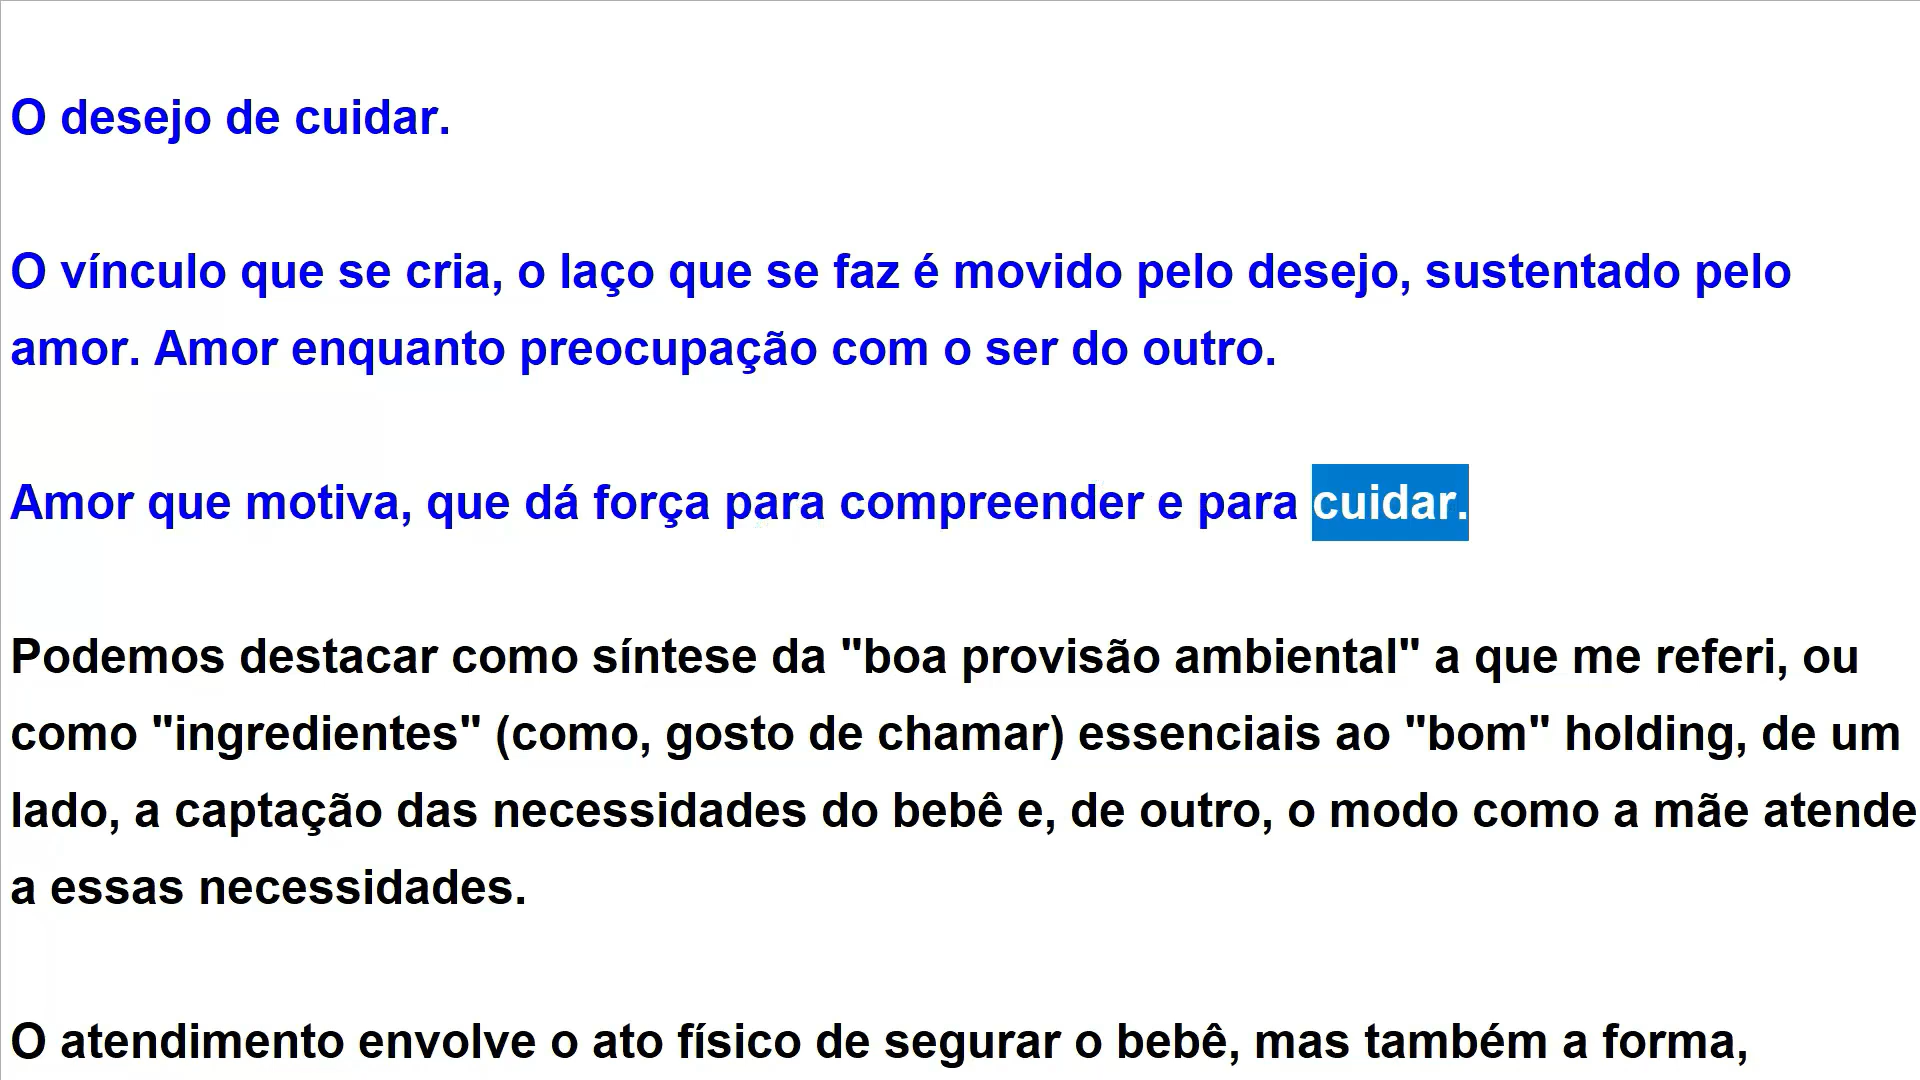 O desejo de cuidar.
O vínculo que se cria, o laço que se faz é movido pelo desejo, sustentado pelo
amor. Amor enquanto preocupação com o ser do outro.
Amor que motiva, que dá força para compreender e para cuidar.
Podemos destacar como síntese da "boa provisão ambiental" a que me referi, ou
como "ingredientes" (como, gosto de chamar) essenciais ao "bom" holding, de um
lado, a captação das necessidades do bebê e, de outro, o modo como a mãe atende
a essas necessidades.
O atendimento envolve o ato físico de segurar o bebê, mas também a forma,